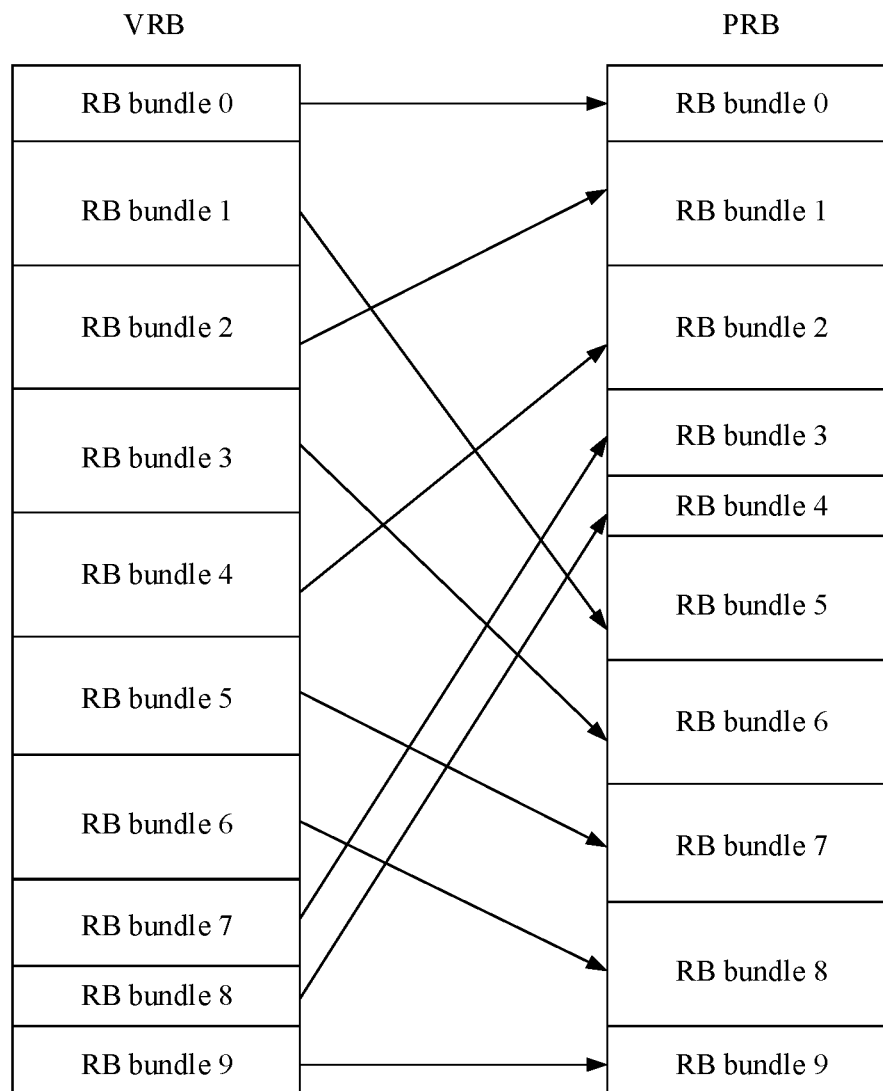 VRB
PRB
RB bundle 0
RB bundle 0
RB bundle 1
RB bundle 1
RB bundle 2
RB bundle 2
RB bundle 3
RB bundle 3
RB bundle 4
RB bundle 4
RB bundle 5
RB bundle 5
RB bundle 6
RB bundle 6
RB bundle 7
RB bundle 7
RB bundle 8
RB bundle 8
RB bundle 9
RB bundle 9